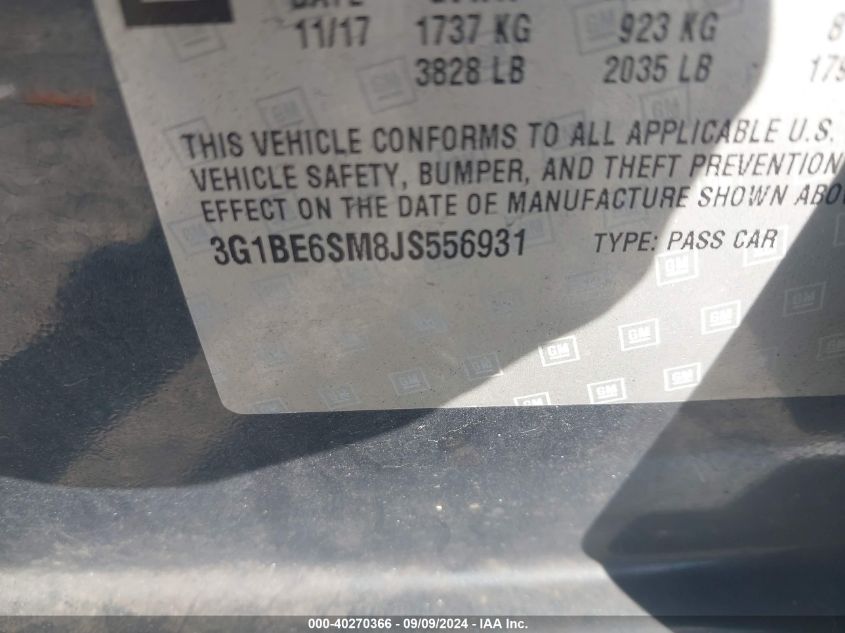 11/17 1737 KG 923 KG
3828 LB 2035 LB
THIS VEHICLE CONFORMS TO ALL APPLICABLE U.S.
VEHICLE SAFETY, BUMPER, AND THEFT PREVENTION
EFFECT ON THE DATE OF MANUFACTURE SHOWN ABO
3G1BE6SM8JS556931 TYPE: PASS CAR
GM
000-40270366 - 09/09/2024 - IAA Inc.